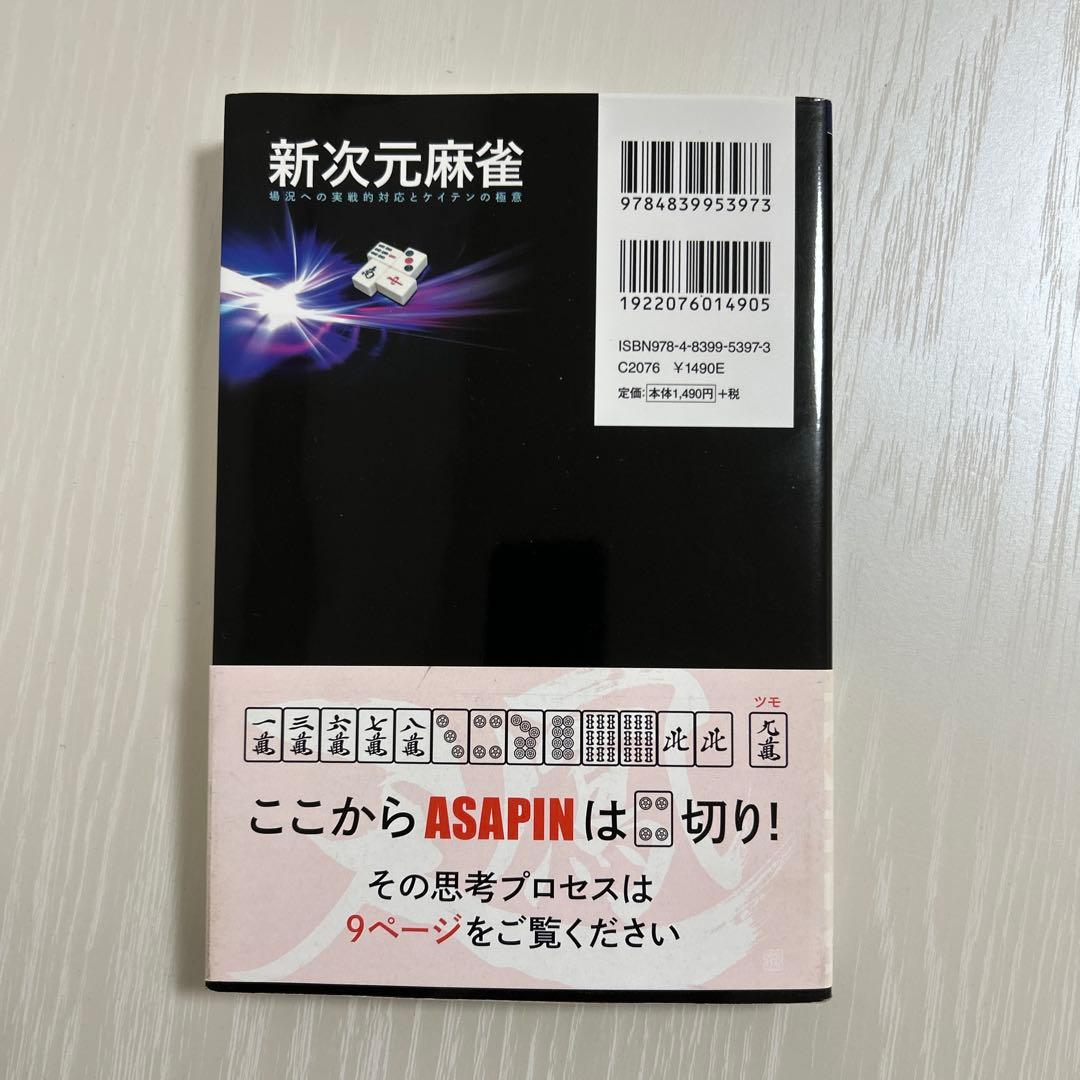 新次元麻雀
場況への実戦的対応とケイテンの極意
9784839953973
1922076014905
ISBN978-4-8399-5397-3
C2076 ¥1490E
定価:本体1,490円+税
ツモ
一萬 三萬 六萬 七萬 八萬 北 北 九萬
ここからASAPINは切り!
その思考プロセスは
9ページをご覧ください